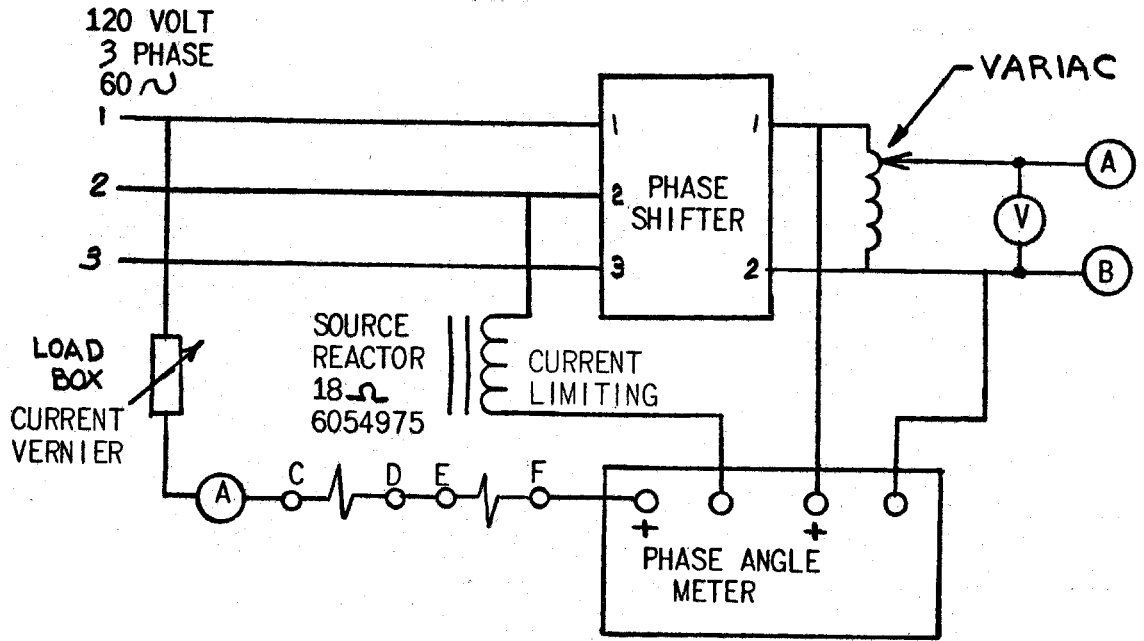 120 VOLT
3 PHASE
60 ~
1
2
3
1
2
3
PHASE
SHIFTER
1
2
VARIAC
A
V
B
LOAD
BOX
CURRENT
VERNIER
SOURCE
REACTOR
18 Ω
6054975
CURRENT
LIMITING
A
C
D
E
F
+
+
PHASE ANGLE
METER